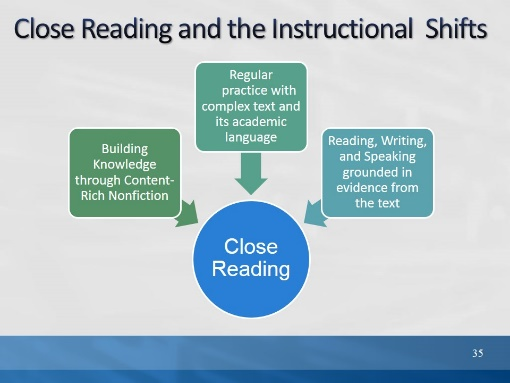 Close Reading and the Instructional Shifts
Regular
practice with
complex text and
its academic
language
Building
Knowledge
through Content-
Rich Nonfiction
Reading, Writing,
and Speaking
grounded in
evidence from
the text
Close
Reading
35